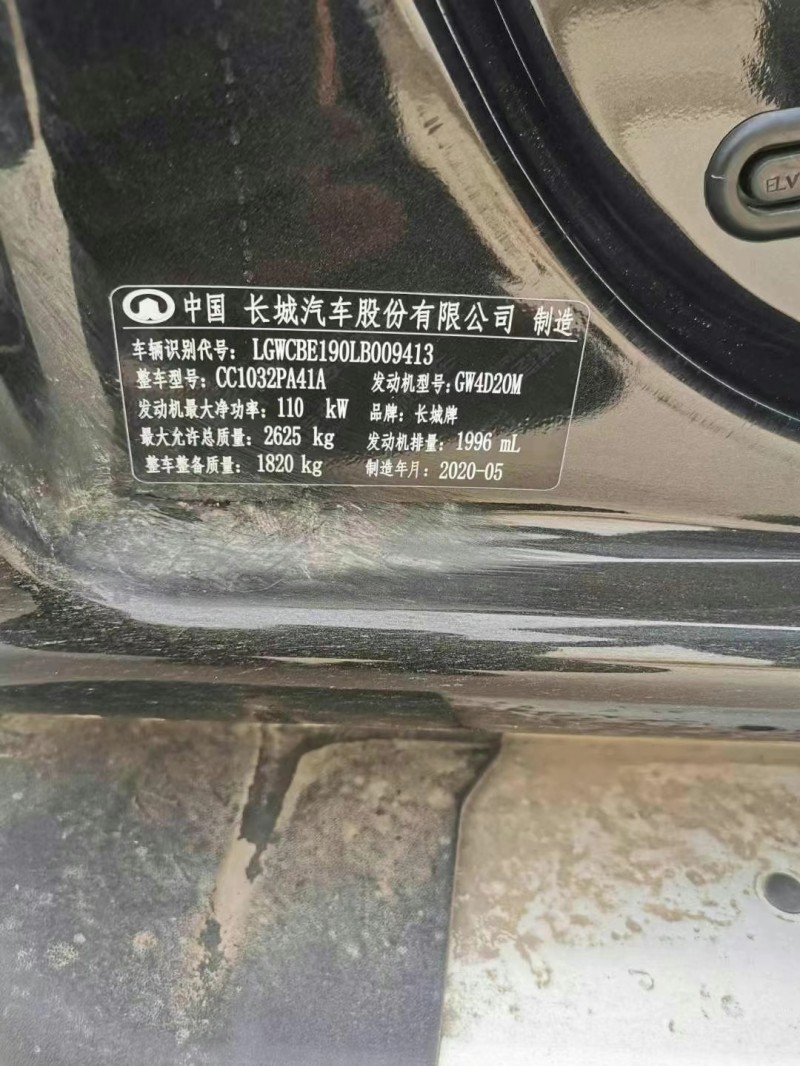 ELV
中国 长城汽车股份有限公司 制造
车辆识别代号: LGWCBE190LB009413
整车型号: CC1032PA41A 发动机型号: GW4D20M
发动机最大净功率: 110 kW 品牌: 长城牌
最大允许总质量: 2625 kg 发动机排量: 1996 mL
整车整备质量: 1820 kg 制造年月: 2020-05